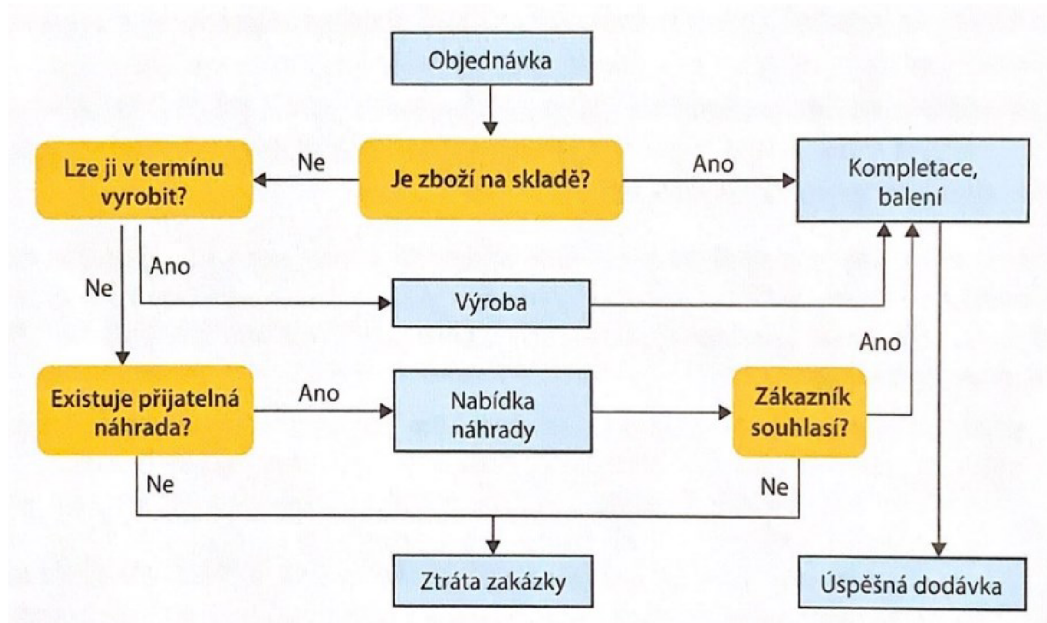 Objednávka
Lze ji v termínu
vyrobit?
Ne
Je zboží na skladě?
Ano
Kompletace,
balení
Ano
Ne
Výroba
Ano
Existuje přijatelná
náhrada?
Ano
Nabídka
náhrady
Zákazník
souhlasí?
Ne
Ne
Ztráta zakázky
Úspěšná dodávka